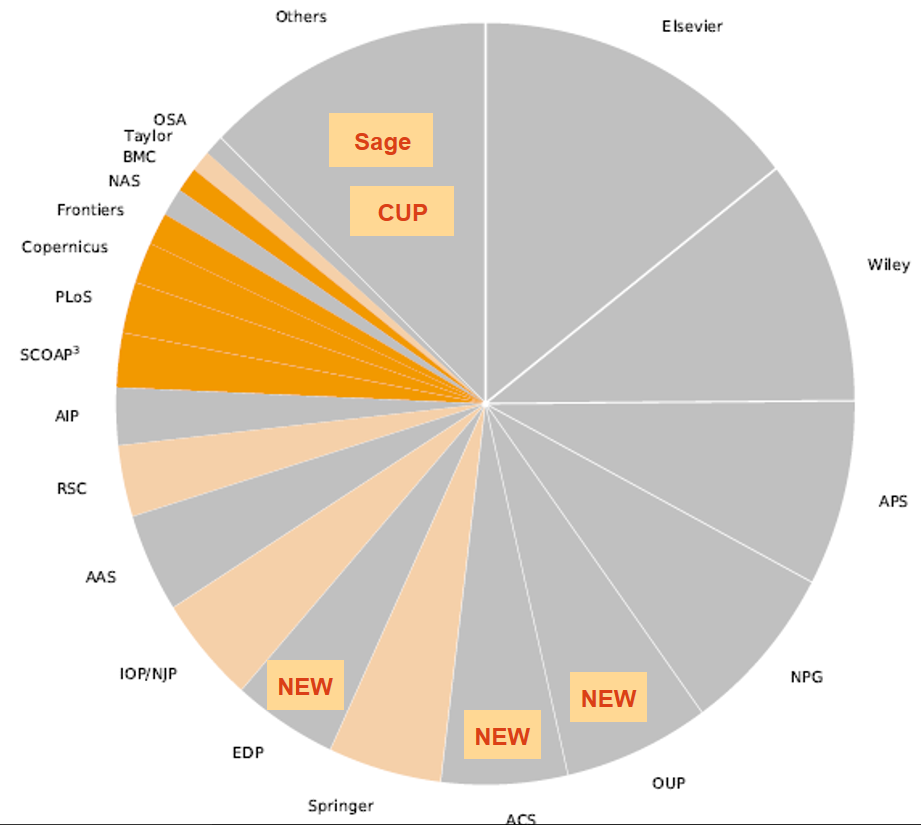 Others
Elsevier
OSA
Taylor
BMC
NAS
Frontiers
Copernicus
PLoS
SCOAP³
AIP
RSC
AAS
IOP/NJP
EDP
Springer
ACS
OUP
NPG
APS
Wiley
Sage
CUP
NEW
NEW
NEW